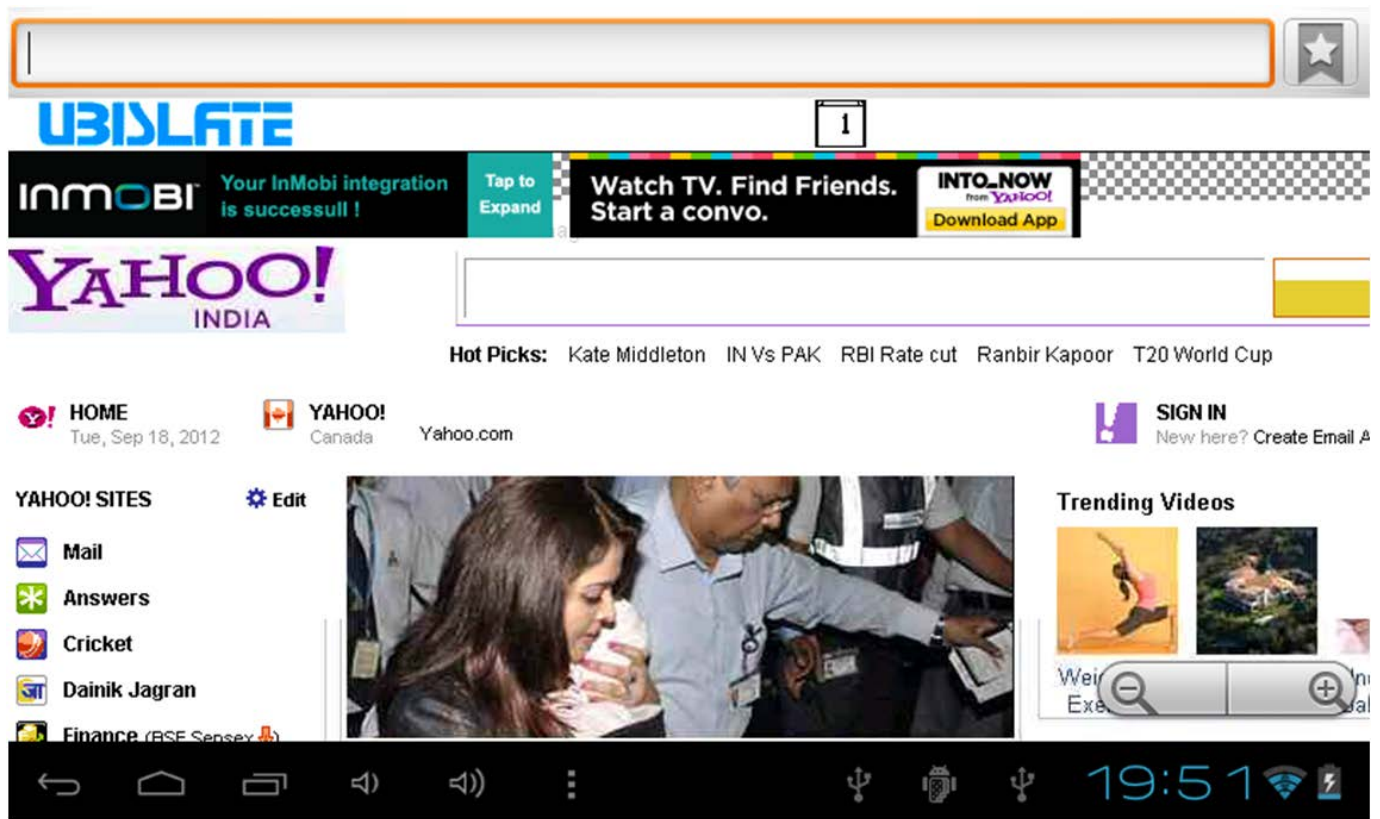 UBISLATE
1
INMOBI
Your InMobi integration
is successull !
Tap to
Expand
Watch TV. Find Friends.
Start a convo.
INTO_NOW
from YAHOO!
Download App
YAHOO!
INDIA
Hot Picks: Kate Middleton IN Vs PAK RBI Rate cut Ranbir Kapoor T20 World Cup
HOME
Tue, Sep 18, 2012
YAHOO!
Canada
Yahoo.com
SIGN IN
New here? Create Email A
YAHOO! SITES
Edit
Mail
Answers
Cricket
Dainik Jagran
Finance (BSE Sensex )
Trending Videos
19:51